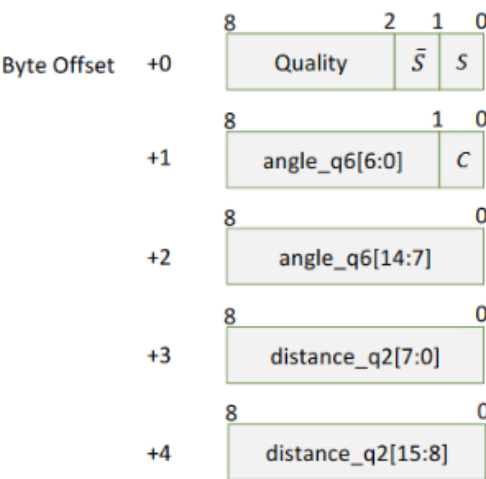 8 2 1 0
Byte Offset +0 Quality S̄ S
8 1 0
+1 angle_q6[6:0] C
8 0
+2 angle_q6[14:7]
8 0
+3 distance_q2[7:0]
8 0
+4 distance_q2[15:8]